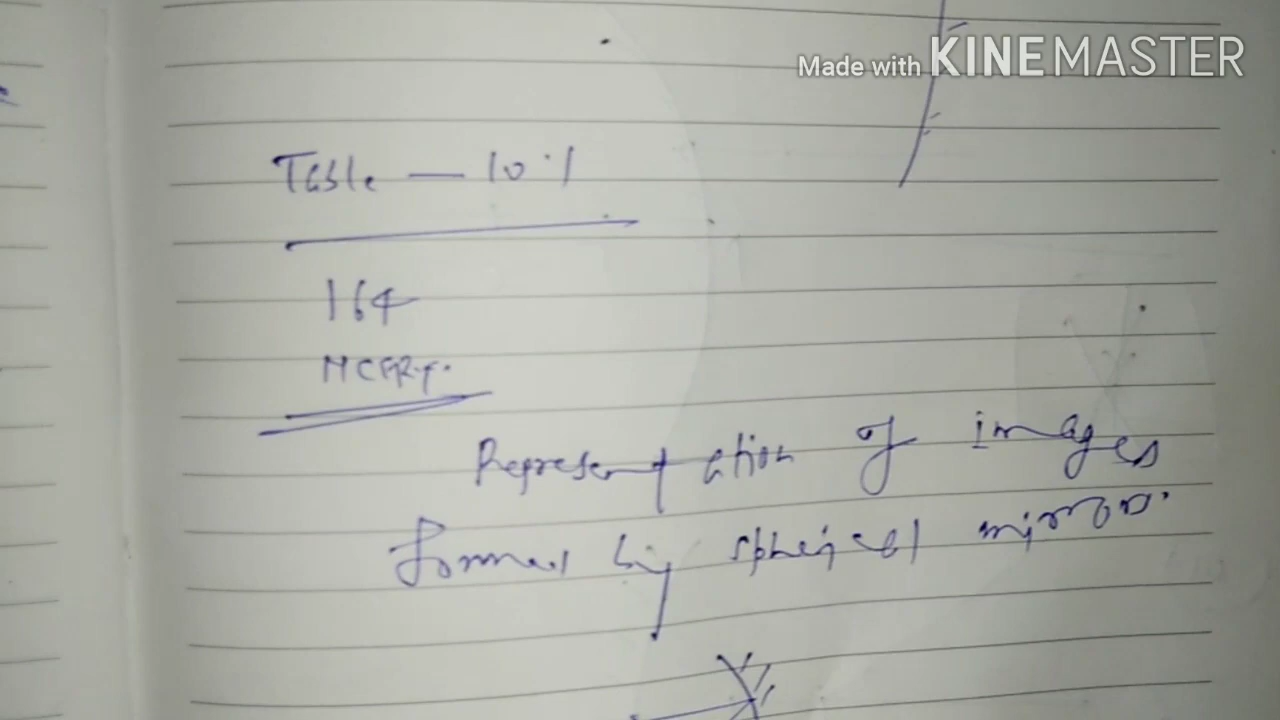 Made with KINEMASTER
Table — 10.1
164
NCERT.
Representation of images
formed by spherical mirrors.